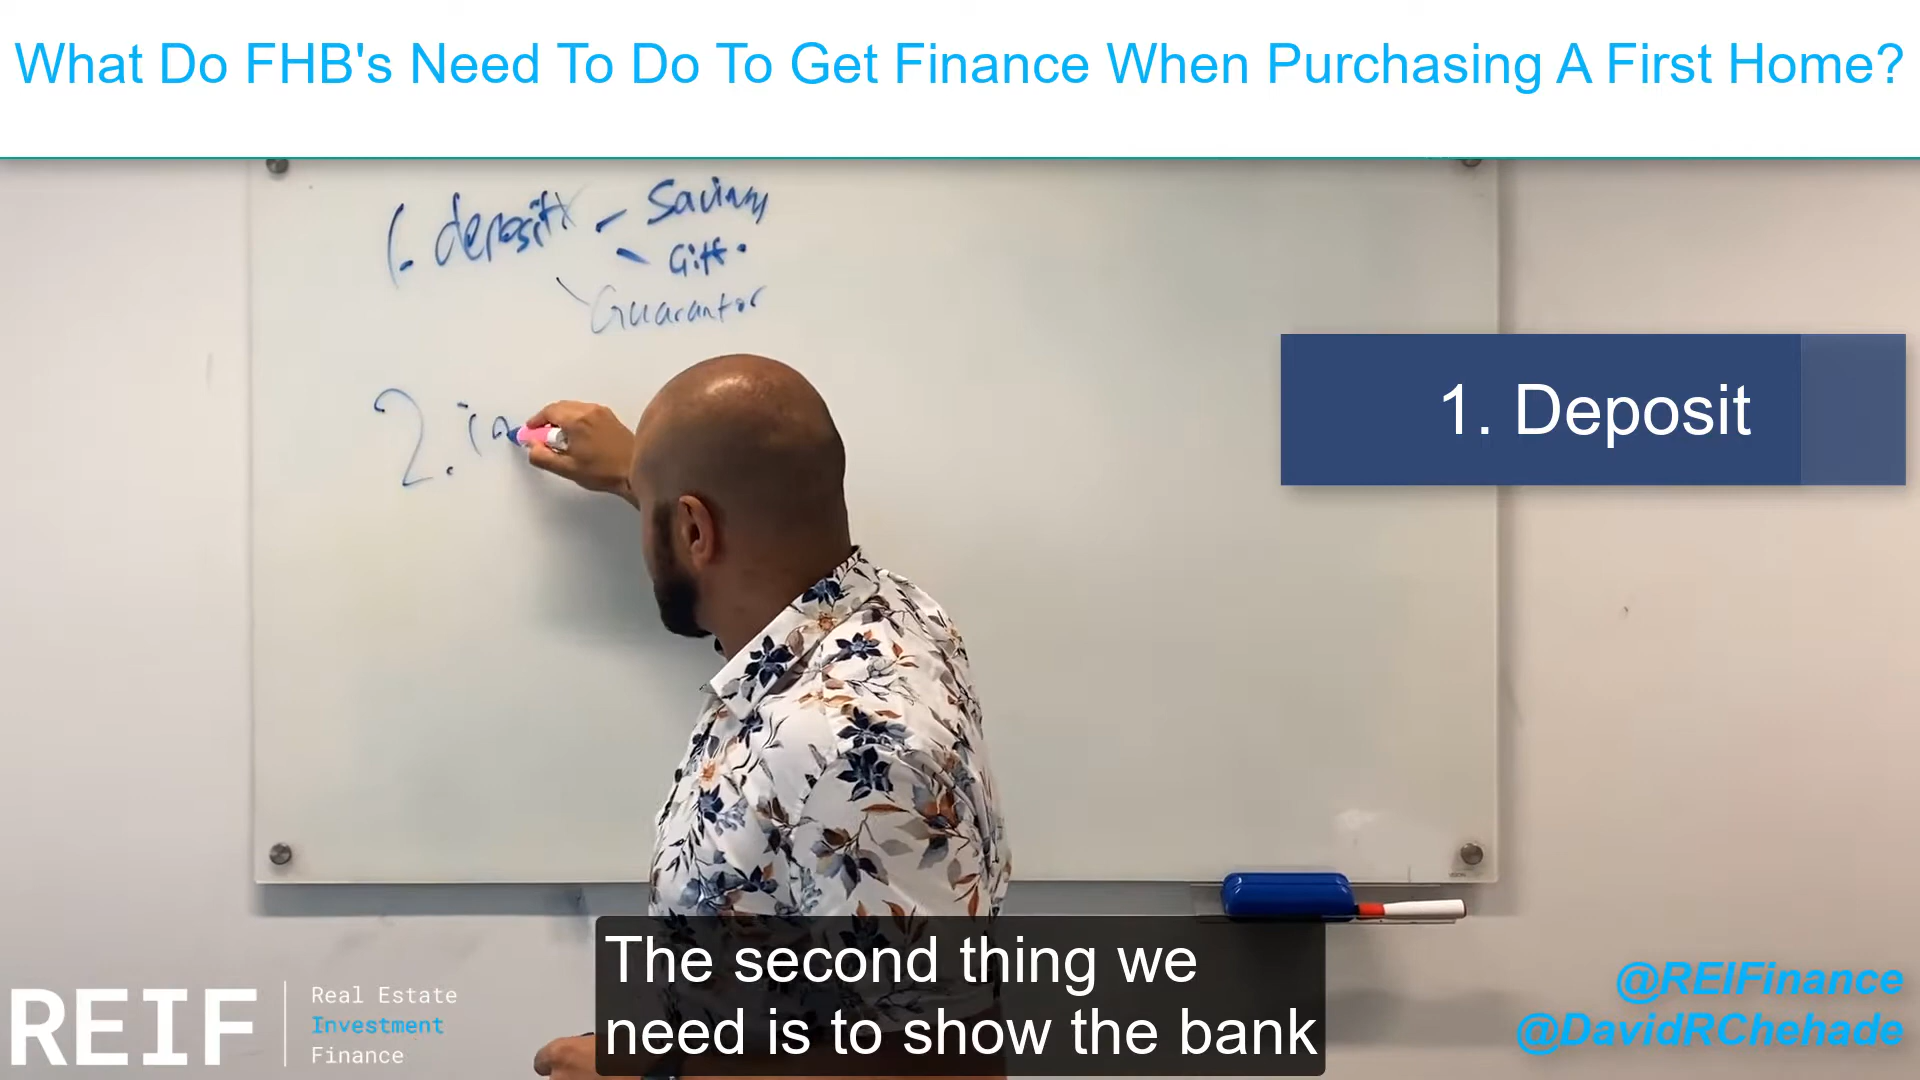 What Do FHB's Need To Do To Get Finance When Purchasing A First Home?
1. deposit - Saving
- Gift.
\ Guarantor
2. in
1. Deposit
The second thing we
need is to show the bank
REIF
Real Estate
Investment
Finance
@REIFinance
@DavidRChehade